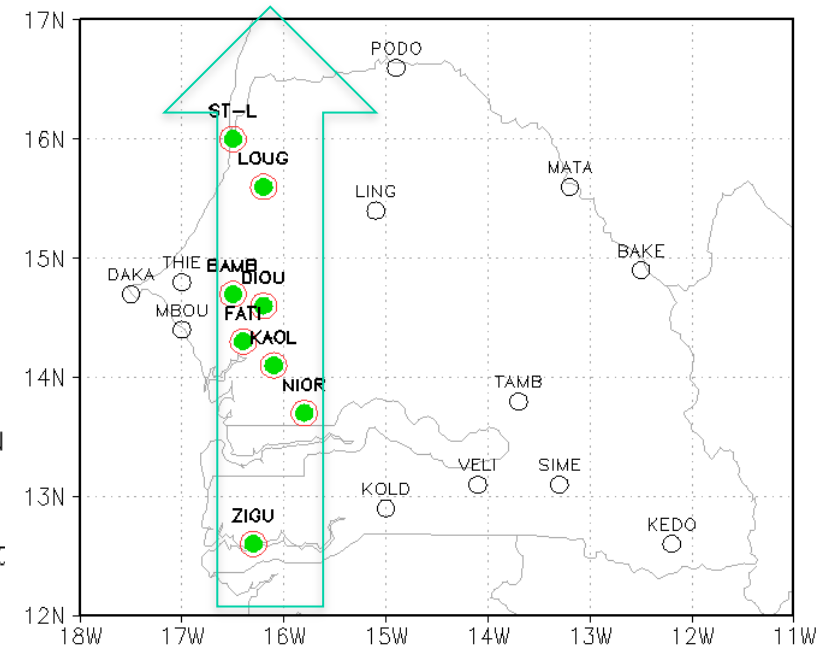 17N
PODO
ST-L
16N
LOUG
MATA
LING
15N
BAKE
THIE
BAMB
DAKA
DIOU
MBOU
FATI
KAOL
14N
NIOR
TAMB
VELI
SIME
13N
KOLD
ZIGU
KEDO
12N
18W 17W 16W 15W 14W 13W 12W 11W